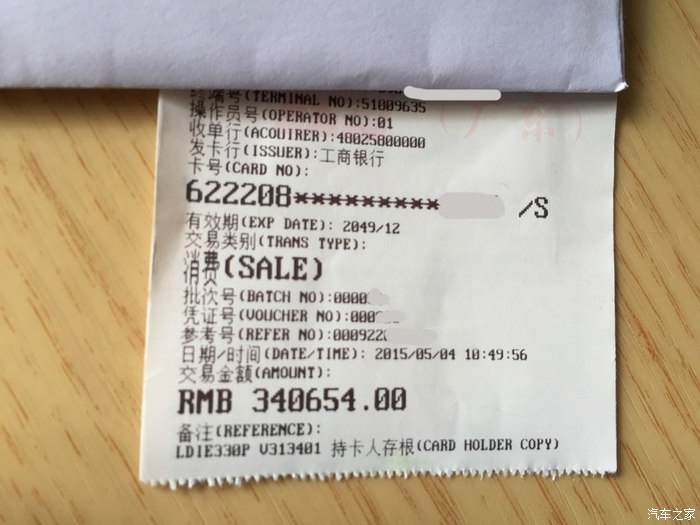 终端号(TERMINAL NO):51009635
操作员号(OPERATOR NO):01
收单行(ACQUIRER):48025800000
发卡行(ISSUER):工商银行
卡号(CARD NO):
622208********* /S
有效期(EXP DATE): 2049/12
交易类别(TRANS TYPE):
消费(SALE)
批次号(BATCH NO):0000
凭证号(VOUCHER NO):000
参考号(REFER NO):0009220
日期/时间(DATE/TIME): 2015/05/04 10:49:56
交易金额(AMOUNT):
RMB 340654.00
备注(REFERENCE):
LDIE330P V313401 持卡人存根(CARD HOLDER COPY)
汽车之家